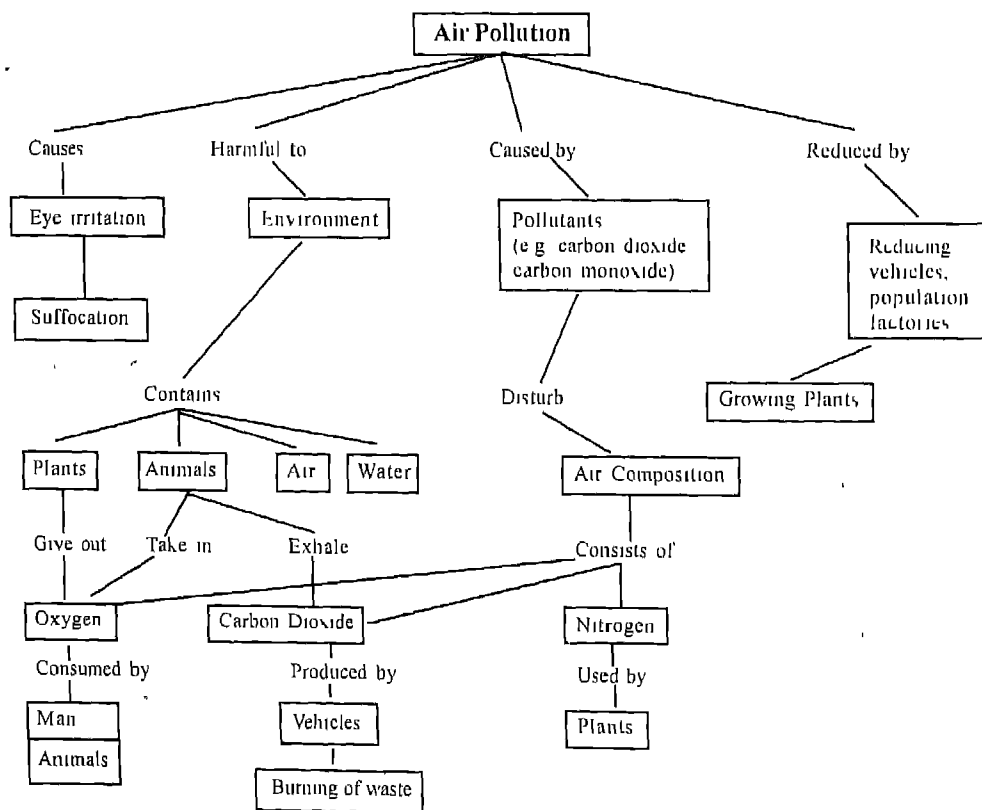 Air Pollution
Causes
Harmful to
Caused by
Reduced by
Eye irritation
Environment
Pollutants
(e g carbon dioxide
carbon monoxide)
Reducing
vehicles,
population
factories
Suffocation
Contains
Disturb
Growing Plants
Plants
Animals
Air
Water
Air Composition
Give out
Take in
Exhale
Consists of
Oxygen
Carbon Dioxide
Nitrogen
Consumed by
Produced by
Used by
Man
Animals
Vehicles
Plants
Burning of waste